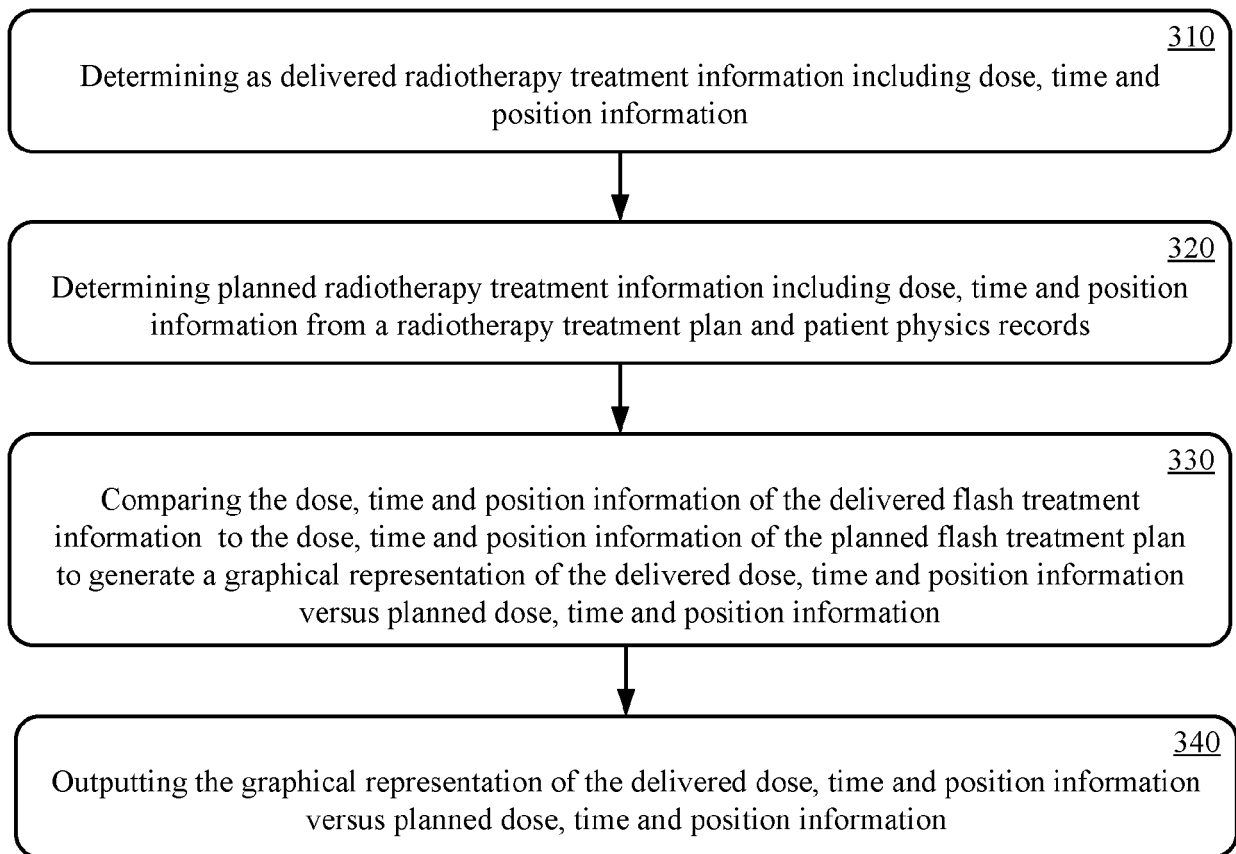 310
Determining as delivered radiotherapy treatment information including dose, time and
position information
320
Determining planned radiotherapy treatment information including dose, time and position
information from a radiotherapy treatment plan and patient physics records
330
Comparing the dose, time and position information of the delivered flash treatment
information to the dose, time and position information of the planned flash treatment plan
to generate a graphical representation of the delivered dose, time and position information
versus planned dose, time and position information
340
Outputting the graphical representation of the delivered dose, time and position information
versus planned dose, time and position information